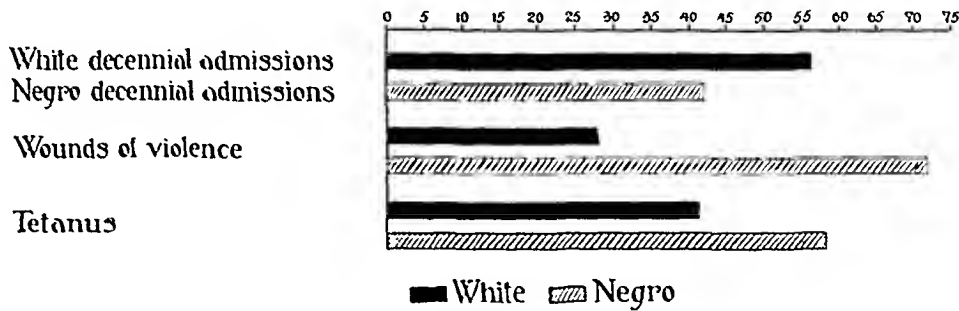 0 5 10 15 20 25 30 35 40 45 50 55 60 65 70 75
White decennial admissions
Negro decennial admissions
Wounds of violence
Tetanus
White Negro